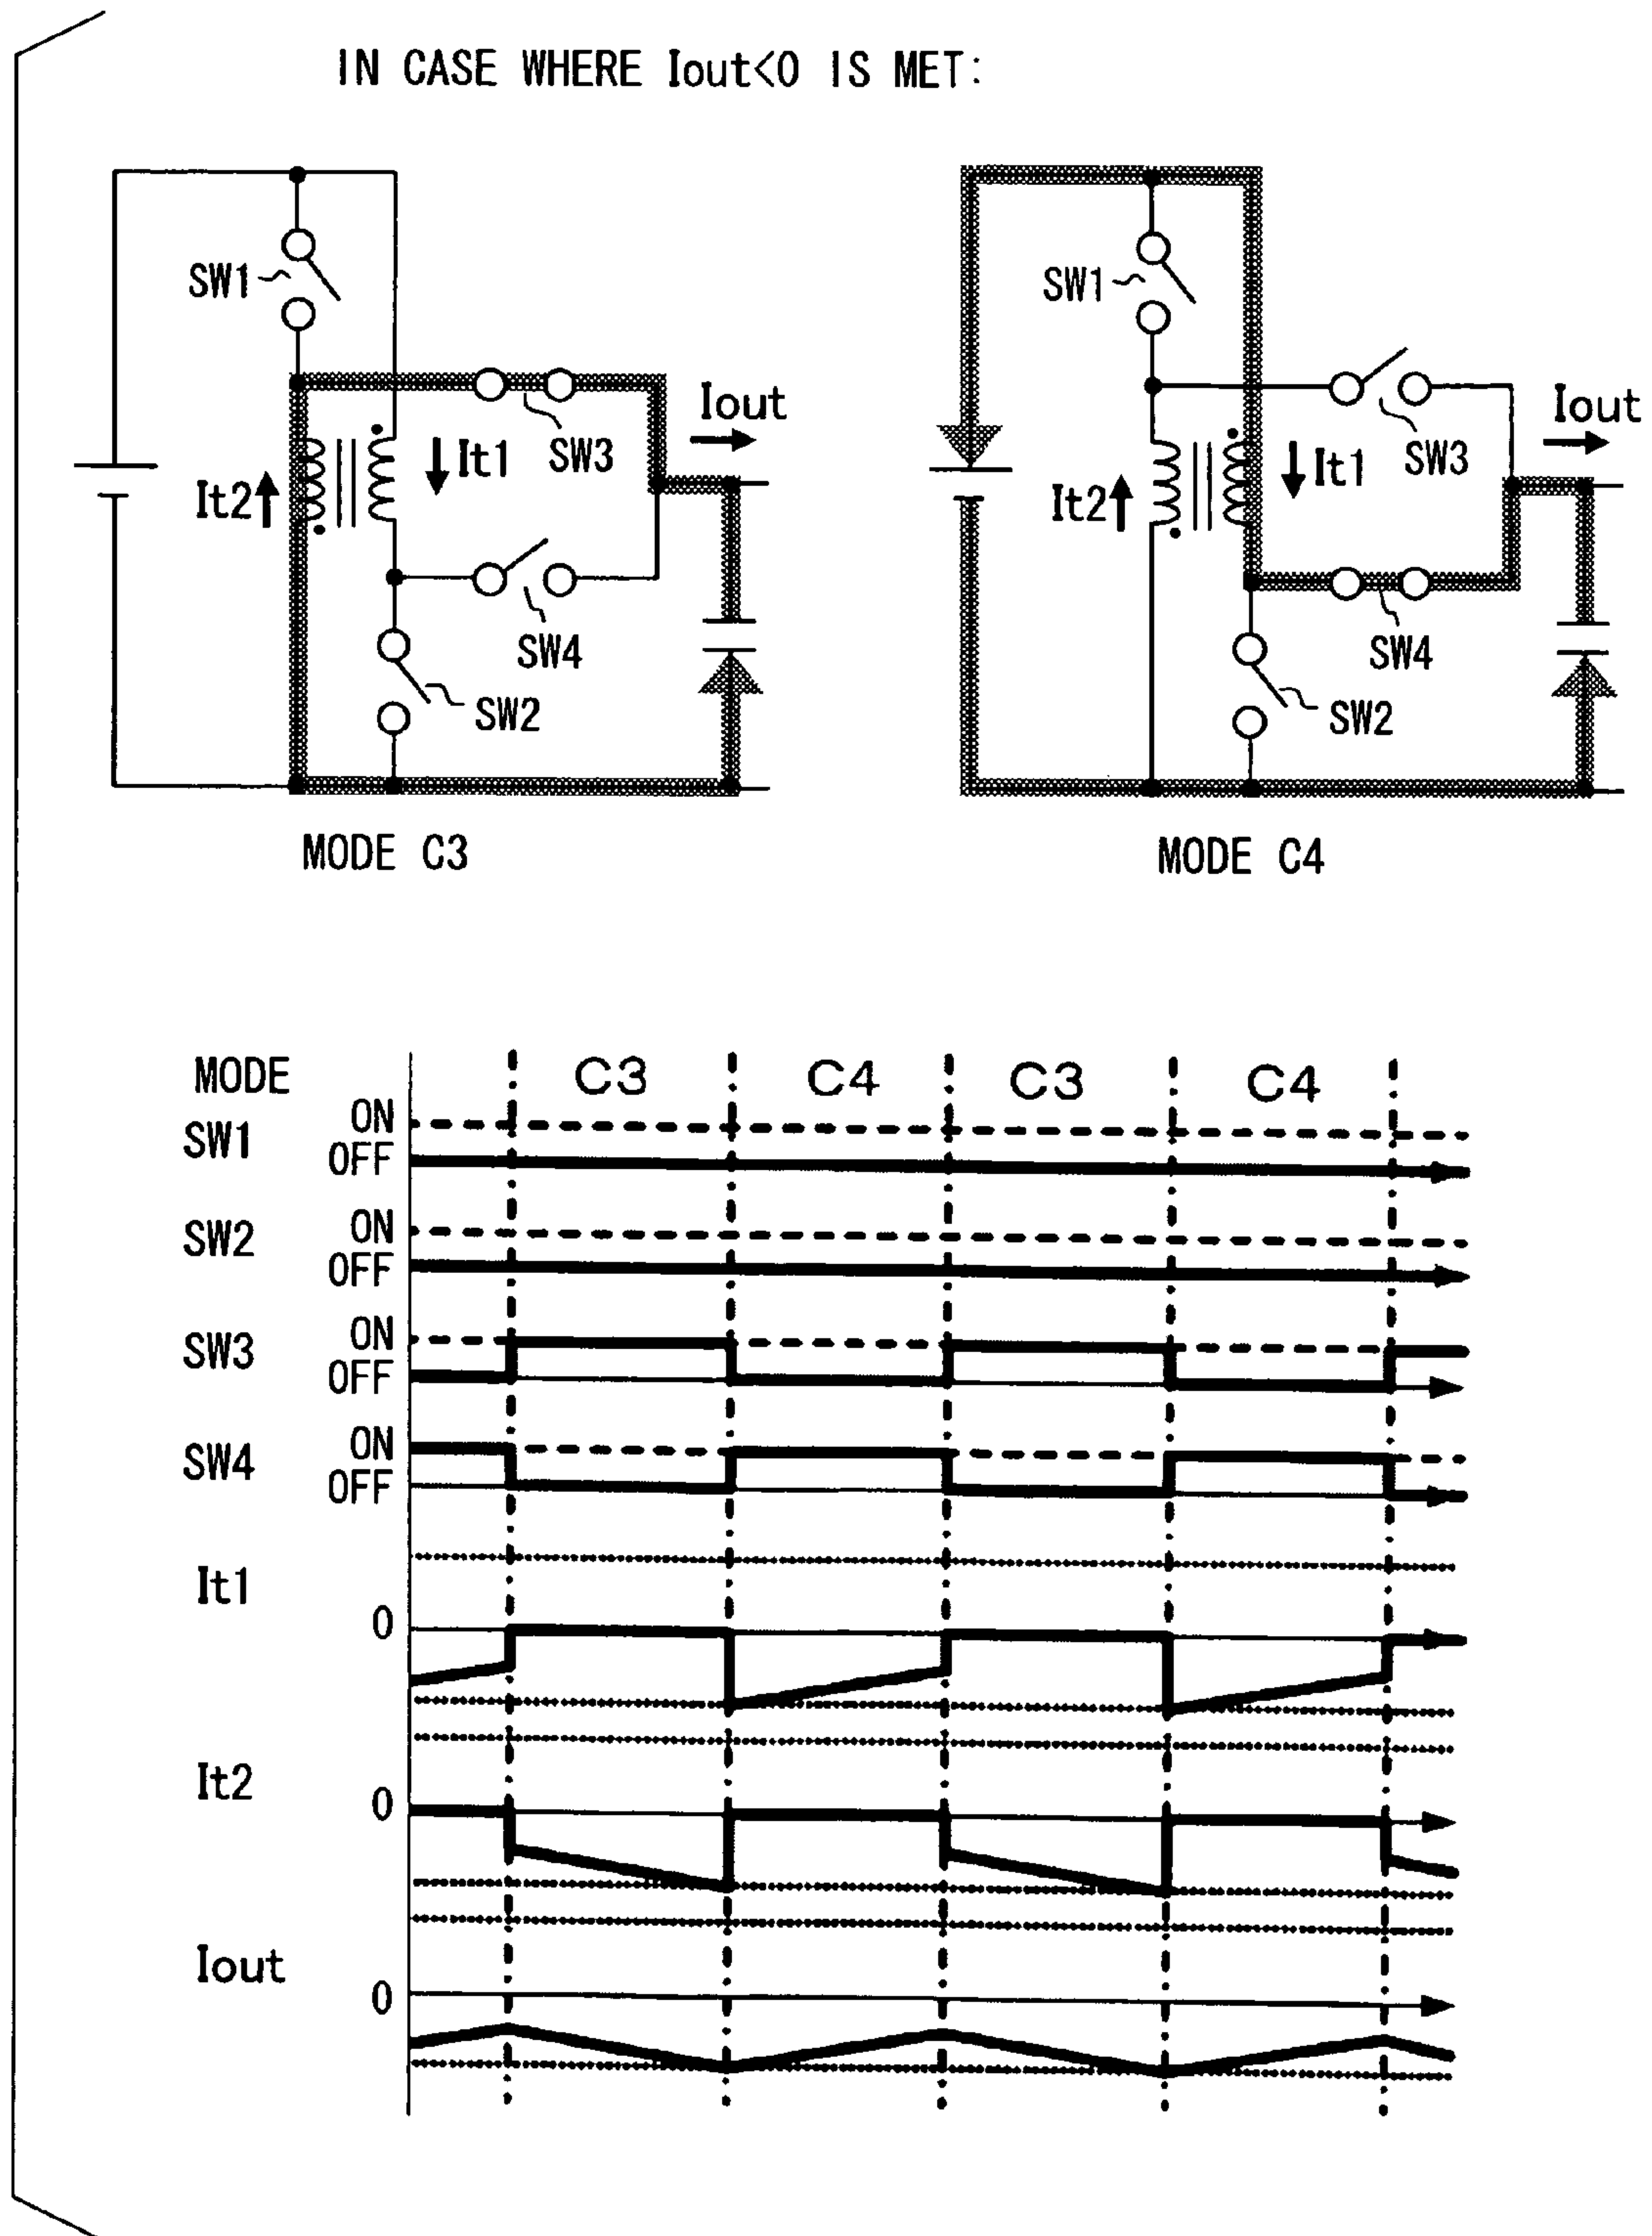 IN CASE WHERE Iout<0 IS MET:
SW1
It2
It1
Iout
SW3
SW4
SW2
MODE C3
SW1
It2
It1
Iout
SW3
SW4
SW2
MODE C4
MODE C3 C4 C3 C4
SW1 ON
OFF
SW2 ON
OFF
SW3 ON
OFF
SW4 ON
OFF
It1
0
It2
0
Iout
0